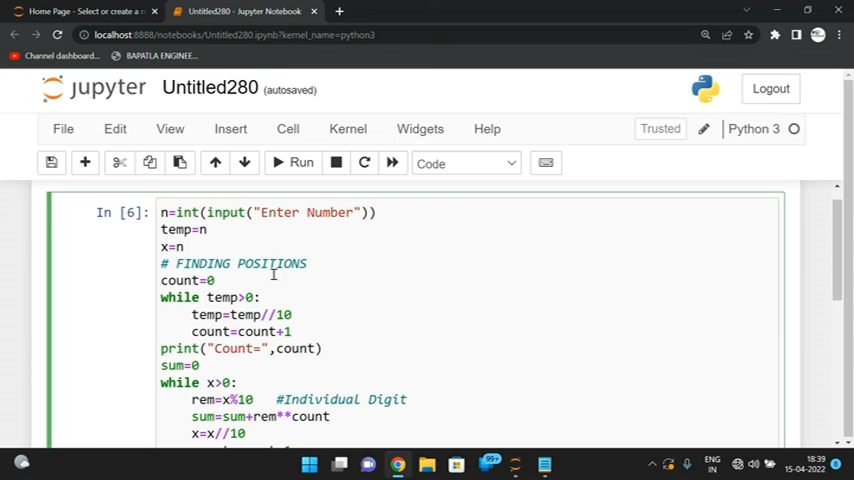 Home Page - Select or create a n
Untitled280 - Jupyter Notebook
localhost:8888/notebooks/Untitled280.ipynb?kernel_name=python3
Channel dashboard...
BAPATLA ENGINEE...
jupyter
Untitled280 (autosaved)
Logout
File
Edit
View
Insert
Cell
Kernel
Widgets
Help
Trusted
Python 3
Run
Code
In [6]:
n=int(input("Enter Number"))
temp=n
x=n
# FINDING POSITIONS
count=0
while temp>0:
temp=temp//10
count=count+1
print("Count=",count)
sum=0
while x>0:
rem=x%10 #Individual Digit
sum=sum+rem**count
x=x//10
99+
ENG
IN
18:39
15-04-2022
8